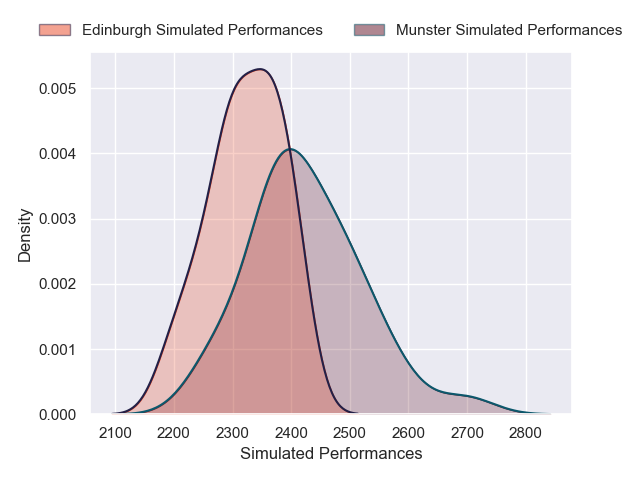 Edinburgh Simulated Performances Munster Simulated Performances
0.005
0.004
0.003
0.002
0.001
0.000
Density
2100 2200 2300 2400 2500 2600 2700 2800
Simulated Performances